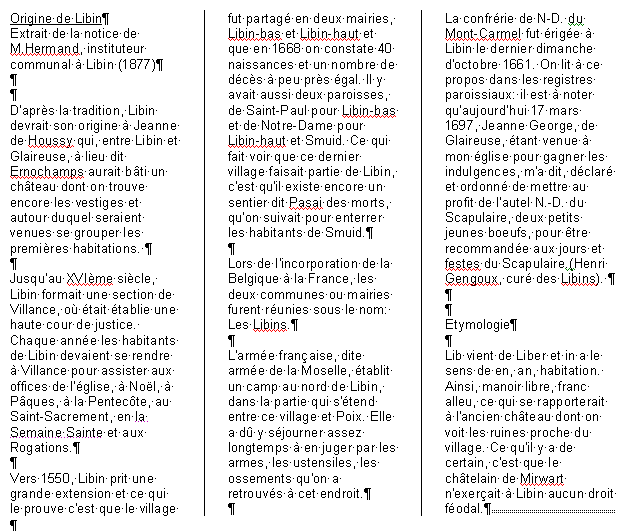 Origine de Libin
Extrait de la notice de
M.Hermand, instituteur
communal à Libin (1877)
D'après la tradition, Libin
devrait son origine à Jeanne
de Houssy qui, entre Libin et
Glaireuse, à lieu dit
Ernochamps aurait bâti un
château dont on trouve
encore les vestiges et
autour duquel seraient
venues se grouper les
premières habitations.
Jusqu'au XVIème siècle,
Libin formait une section de
Villance, où était établie une
haute cour de justice.
Chaque année les habitants
de Libin devaient se rendre
à Villance pour assister aux
offices de l'église, à Noël, à
Pâques, à la Pentecôte, au
Saint-Sacrement, en la
Semaine Sainte et aux
Rogations.
Vers 1550, Libin prit une
grande extension et ce qui
le prouve c'est que le village
fut partagé en deux mairies,
Libin-bas et Libin-haut et
que en 1668 on constate 40
naissances et un nombre de
décès à peu près égal. Il y
avait aussi deux paroisses,
de Saint-Paul pour Libin-bas
et de Notre-Dame pour
Libin-haut et Smuid. Ce qui
fait voir que ce dernier
village faisait partie de Libin,
c'est qu'il existe encore un
sentier dit Pasai des morts,
qu'on suivait pour enterrer
les habitants de Smuid.
Lors de l'incorporation de la
Belgique à la France, les
deux communes ou mairies
furent réunies sous le nom:
Les Libins.
L'armée française, dite
armée de la Moselle, établit
un camp au nord de Libin,
dans la partie qui s'étend
entre ce village et Poix. Elle
a dû y séjourner assez
longtemps à en juger par les
armes, les ustensiles, les
ossements qu'on a
retrouvés à cet endroit.
La confrérie de N-D. du
Mont-Carmel fut érigée à
Libin le dernier dimanche
d'octobre 1661. On lit à ce
propos dans les registres
paroissiaux: il est à noter
qu'aujourd'hui 17 mars
1697, Jeanne George, de
Glaireuse, étant venue à
mon église pour gagner les
indulgences, m'a dit, déclaré
et ordonné de mettre au
profit de l'autel N.-D. du
Scapulaire, deux petits
jeunes boeufs, pour être
recommandée aux jours et
festes du Scapulaire.(Henri
Gengoux, curé des Libins).
Etymologie
Lib vient de Liber et in a le
sens de en, an, habitation.
Ainsi, manoir libre, franc
alleu, ce qui se rapporterait
à l'ancien château dont on
voit les ruines proche du
village. Ce qu'il y a de
certain, c'est que le
châtelain de Mirwart
n'exerçait à Libin aucun droit
féodal.